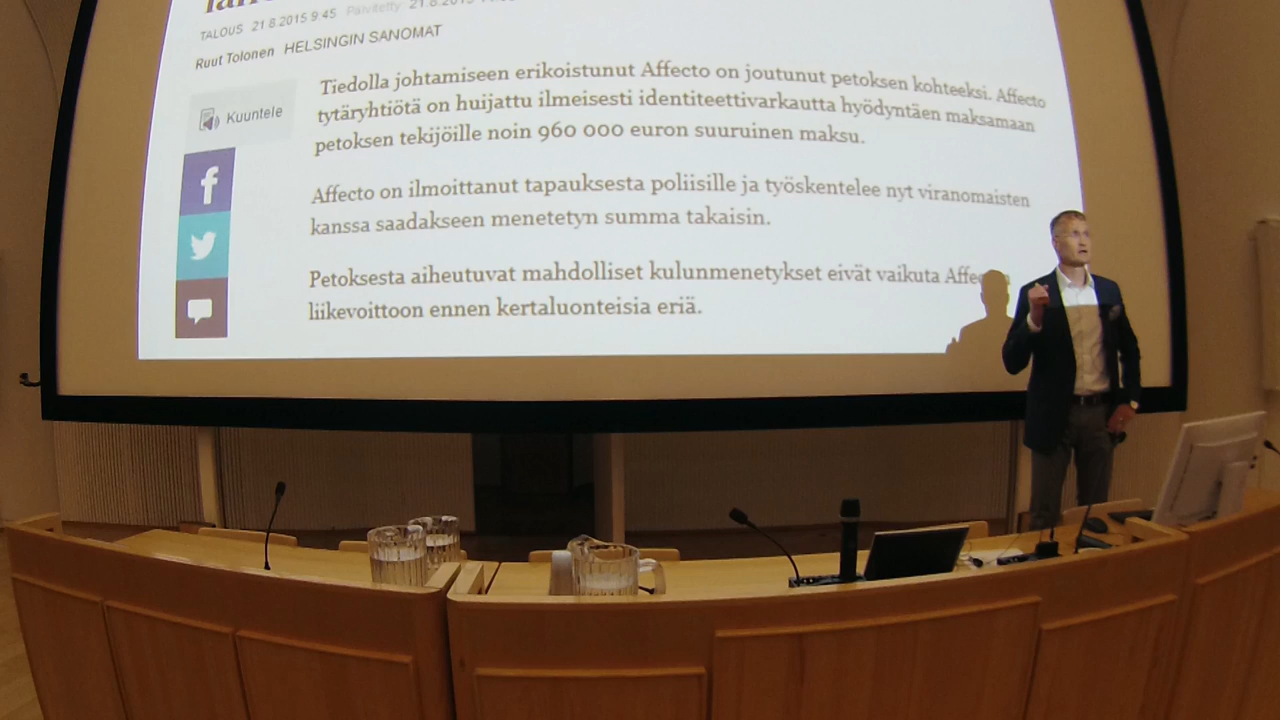 TALOUS 21.8.2015 9:45 Päivitetty
Ruut Tolonen HELSINGIN SANOMAT
Kuuntele
Tiedolla johtamiseen erikoistunut Affecto on joutunut petoksen kohteeksi. Affecto
tytäryhtiötä on huijattu ilmeisesti identiteettivarkautta hyödyntäen maksamaan
petoksen tekijöille noin 960 000 euron suuruinen maksu.
Affecto on ilmoittanut tapauksesta poliisille ja työskentelee nyt viranomaisten
kanssa saadakseen menetetyn summa takaisin.
Petoksesta aiheutuvat mahdolliset kulunmenetykset eivät vaikuta
liikevoittoon ennen kertaluonteisia eriä.